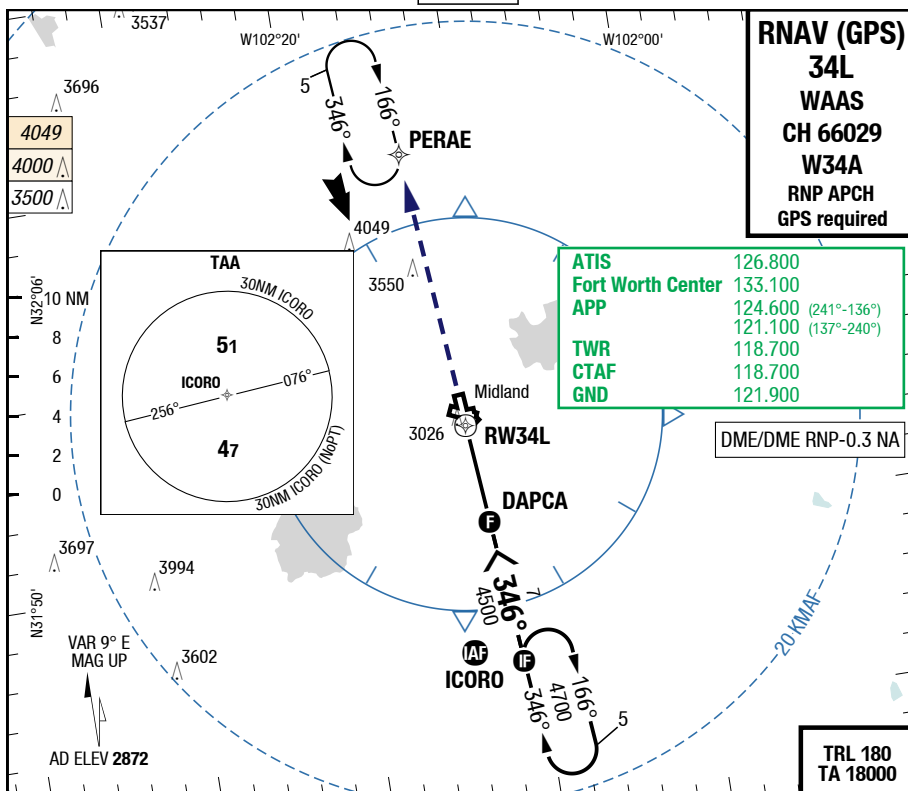 3537
W102°20'
W102°00'
RNAV (GPS)
34L
WAAS
CH 66029
W34A
RNP APCH
GPS required
3696
5
346°
166°
PERAE
4049
4000
3500
4049
3550
TAA
30NM ICORO
51
ICORO
076°
256°
47
30NM ICORO (NoPT)
N32°06'
10 NM
8
6
4
2
0
ATIS 126.800
Fort Worth Center 133.100
APP 124.600 (241°-136°)
121.100 (137°-240°)
TWR 118.700
CTAF 118.700
GND 121.900
Midland
3026
RW34L
DME/DME RNP-0.3 NA
DAPCA
F
3697
3994
346°
4500
7
N31°50'
VAR 9° E
MAG UP
3602
IAF
IF
ICORO
346°
4700
166°
5
20 KMAF
AD ELEV 2872
TRL 180
TA 18000